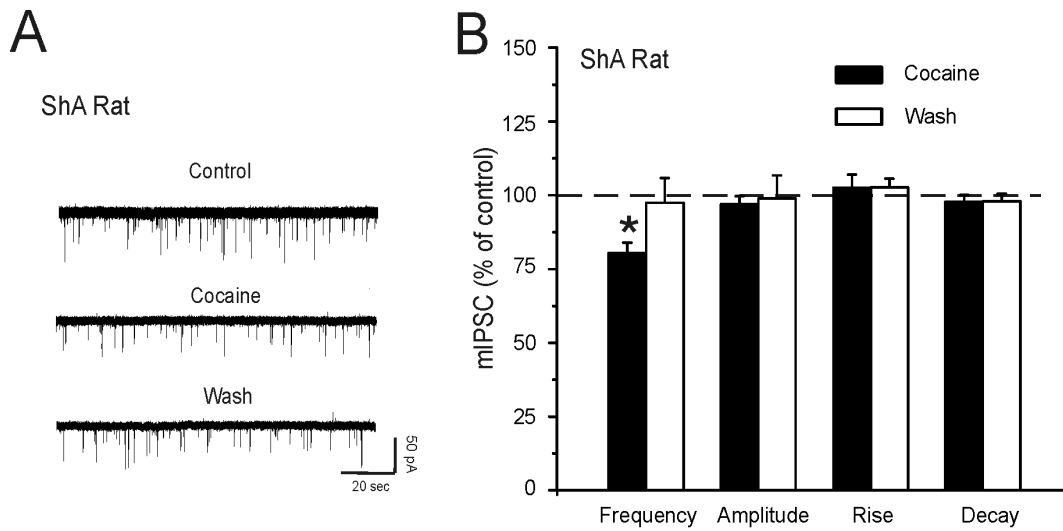 A
ShA Rat
Control
Cocaine
Wash
50 pA
20 sec
B
ShA Rat
Cocaine
Wash
mIPSC (% of control)
150
125
100
75
50
25
0
*
Frequency Amplitude Rise Decay